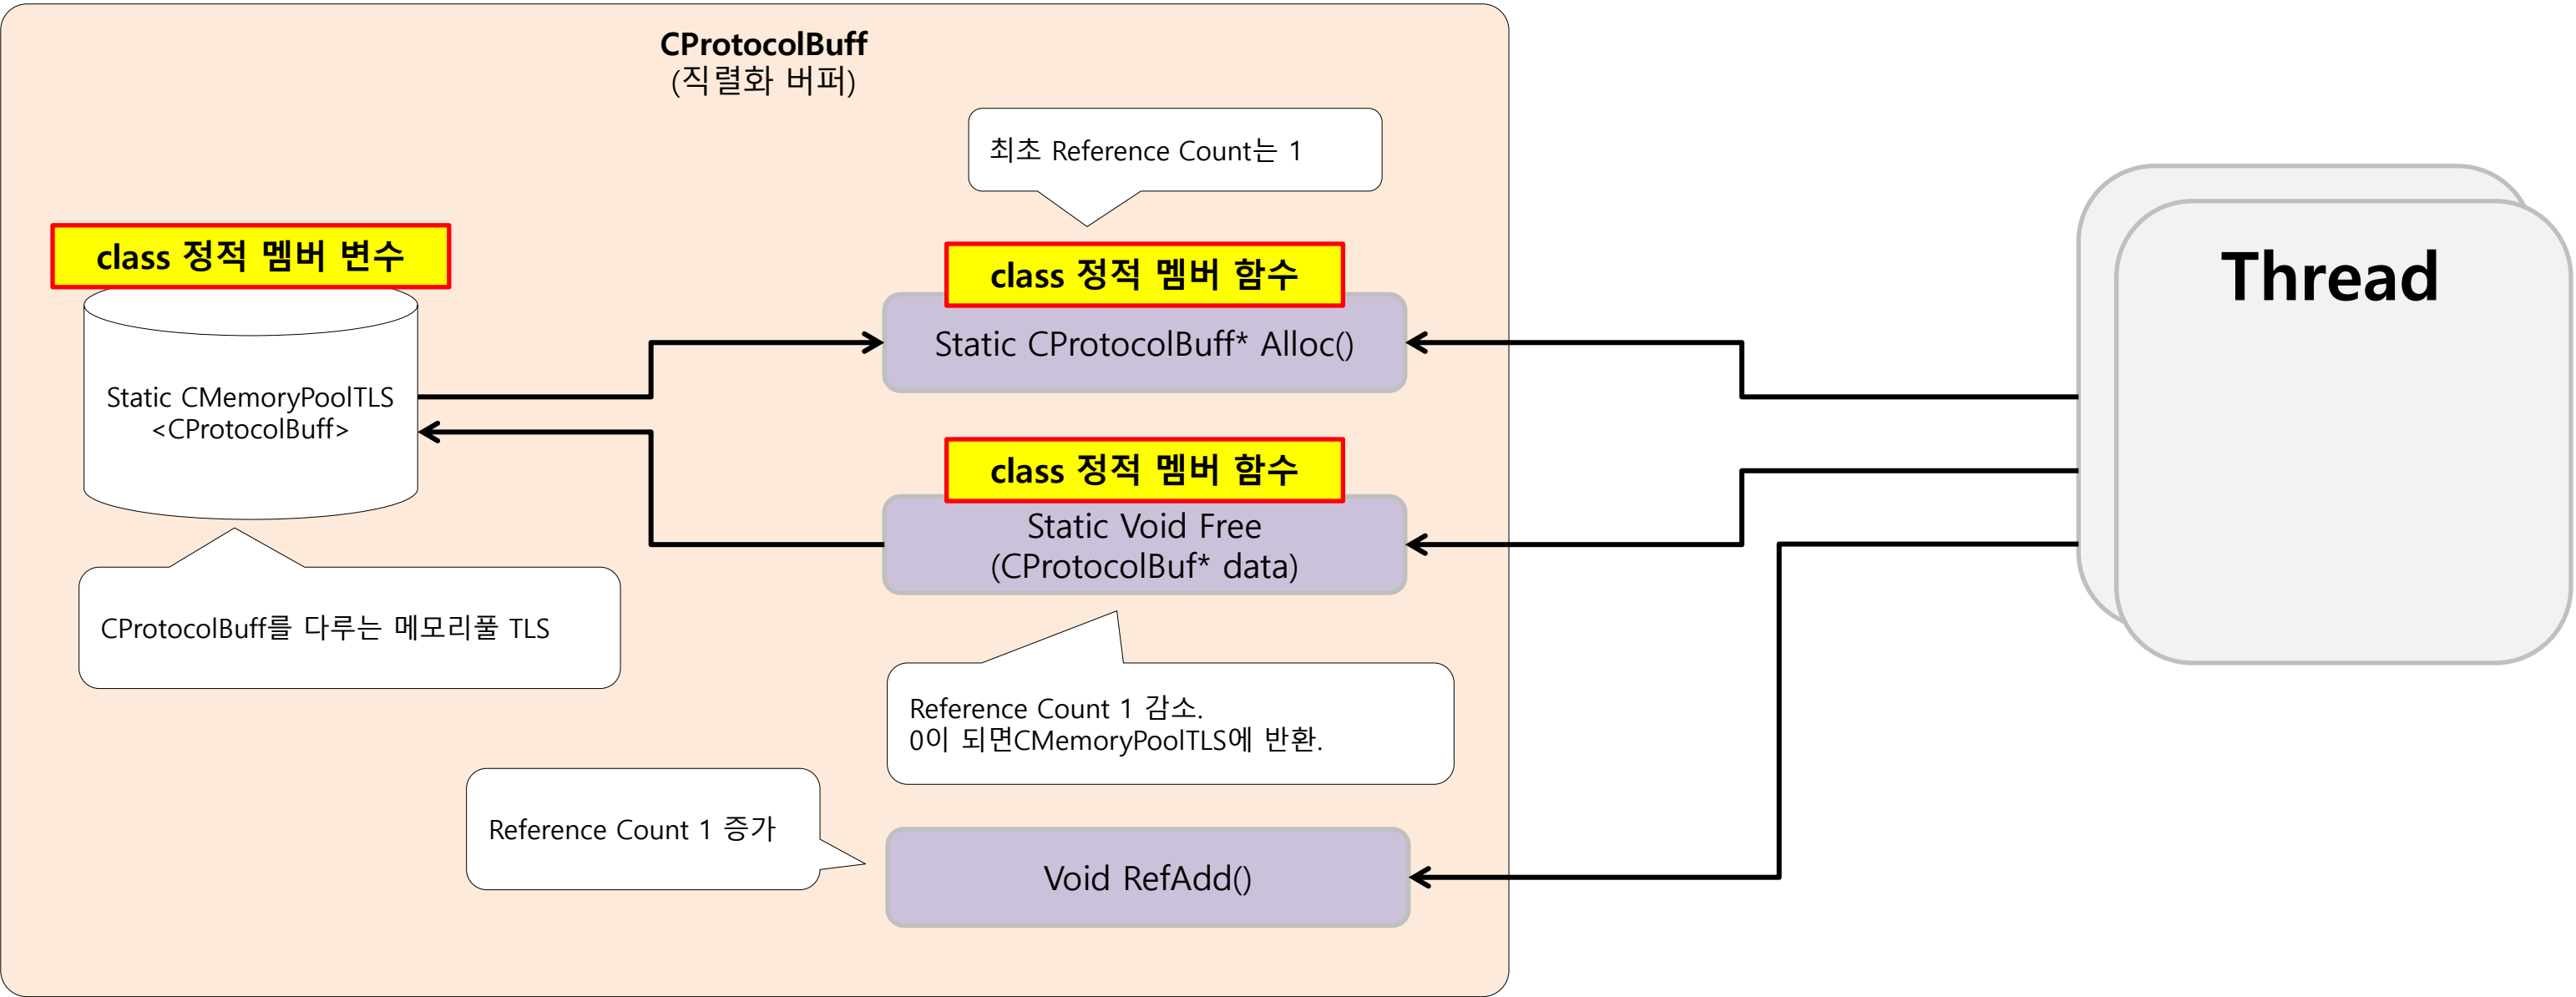 CProtocolBuff
(직렬화 버퍼)
최초 Reference Count는 1
class 정적 멤버 변수
class 정적 멤버 함수
Thread
Static CProtocolBuff* Alloc()
Static CMemoryPoolTLS
<CProtocolBuff>
class 정적 멤버 함수
Static Void Free
(CProtocolBuf* data)
CProtocolBuff를 다루는 메모리풀 TLS
Reference Count 1 감소.
0이 되면CMemoryPoolTLS에 반환.
Reference Count 1 증가
Void RefAdd()